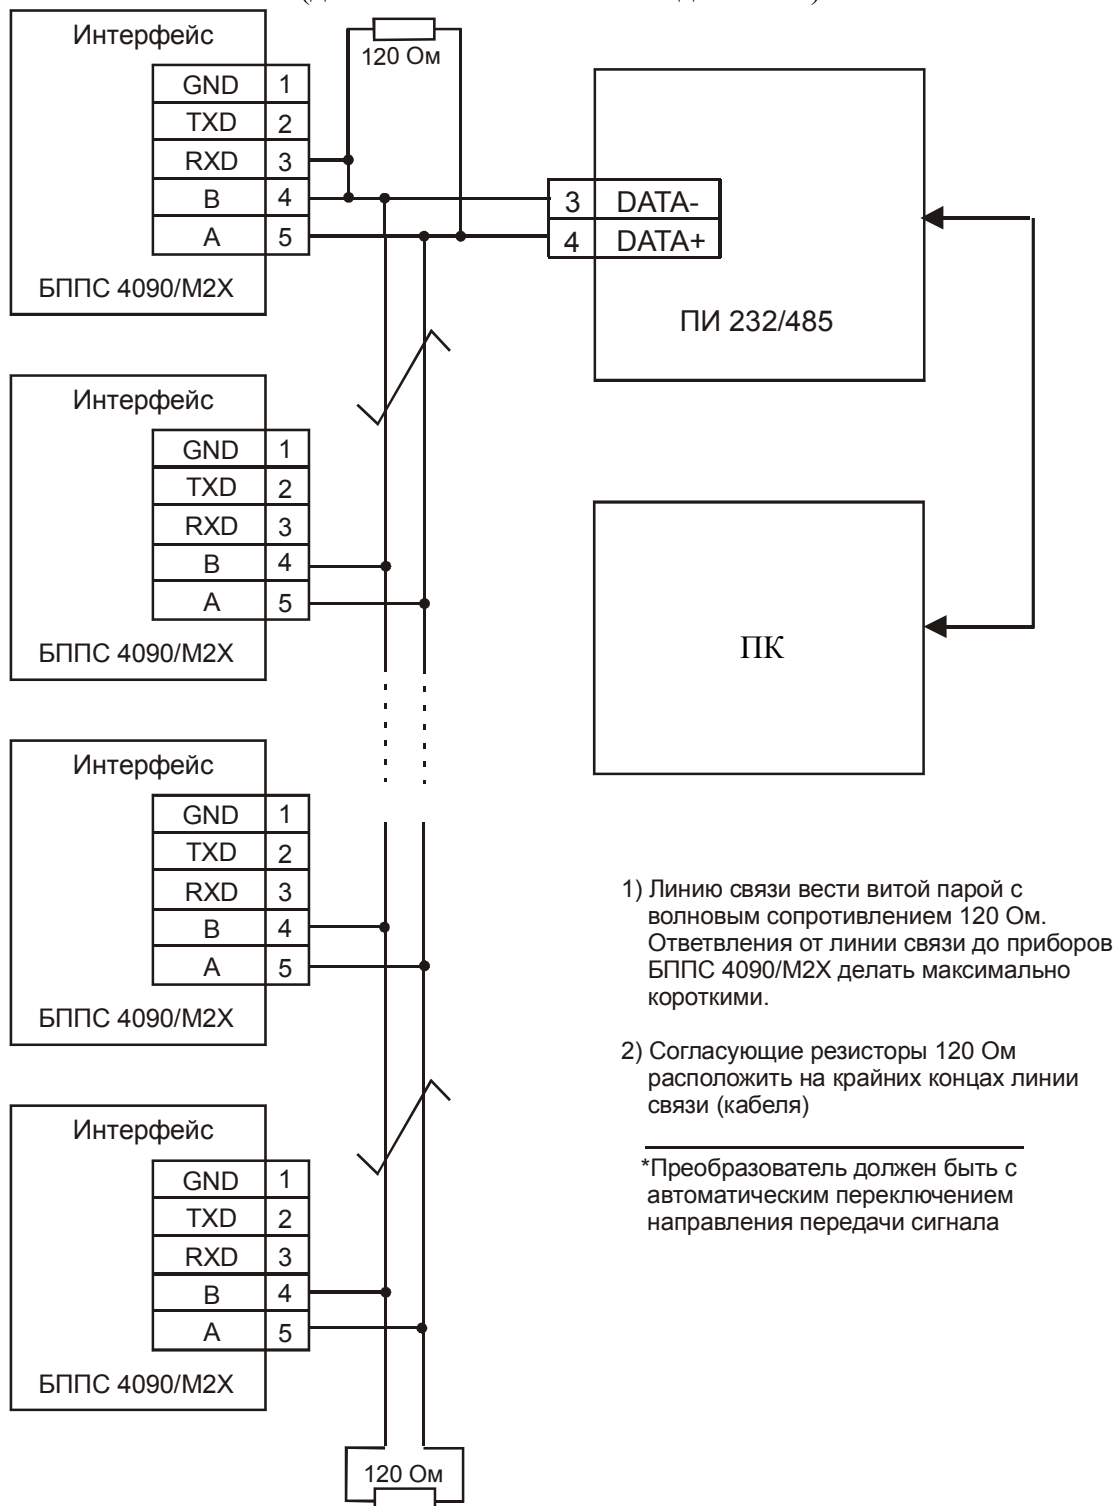 Интерфейс
GND 1
TXD 2
RXD 3
B 4
A 5
БППС 4090/М2Х
120 Ом
3 DATA-
4 DATA+
ПИ 232/485
Интерфейс
GND 1
TXD 2
RXD 3
B 4
A 5
БППС 4090/М2Х
ПК
Интерфейс
GND 1
TXD 2
RXD 3
B 4
A 5
БППС 4090/М2Х
1) Линию связи вести витой парой с
волновым сопротивлением 120 Ом.
Ответвления от линии связи до приборов
БППС 4090/М2Х делать максимально
короткими.
2) Согласующие резисторы 120 Ом
расположить на крайних концах линии
связи (кабеля)
*Преобразователь должен быть с
автоматическим переключением
направления передачи сигнала
Интерфейс
GND 1
TXD 2
RXD 3
B 4
A 5
БППС 4090/М2Х
120 Ом